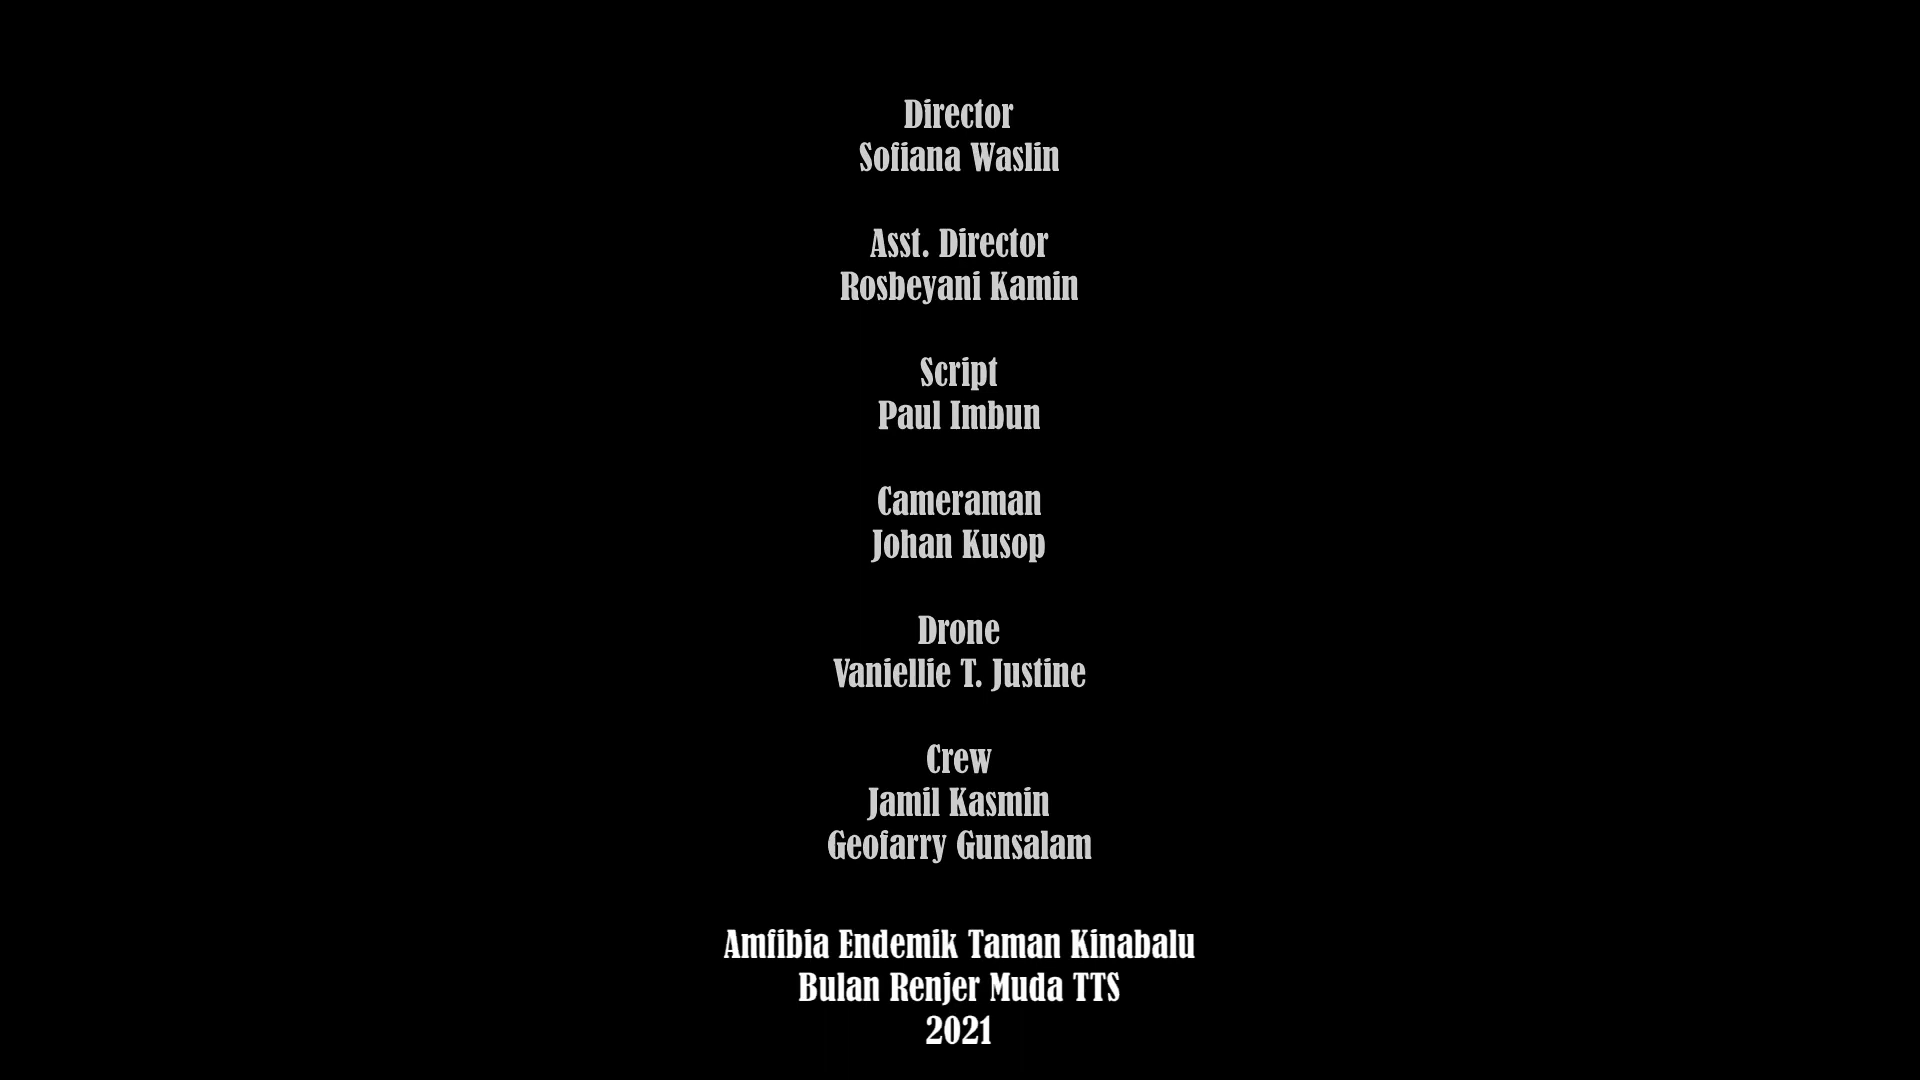 Director
Sofiana Waslin
Asst. Director
Rosbeyani Kamin
Script
Paul Imbun
Cameraman
Johan Kusop
Drone
Vaniellie T. Justine
Crew
Jamil Kasmin
Geofarry Gunsalam
Amfibia Endemik Taman Kinabalu
Bulan Renjer Muda TTS
2021